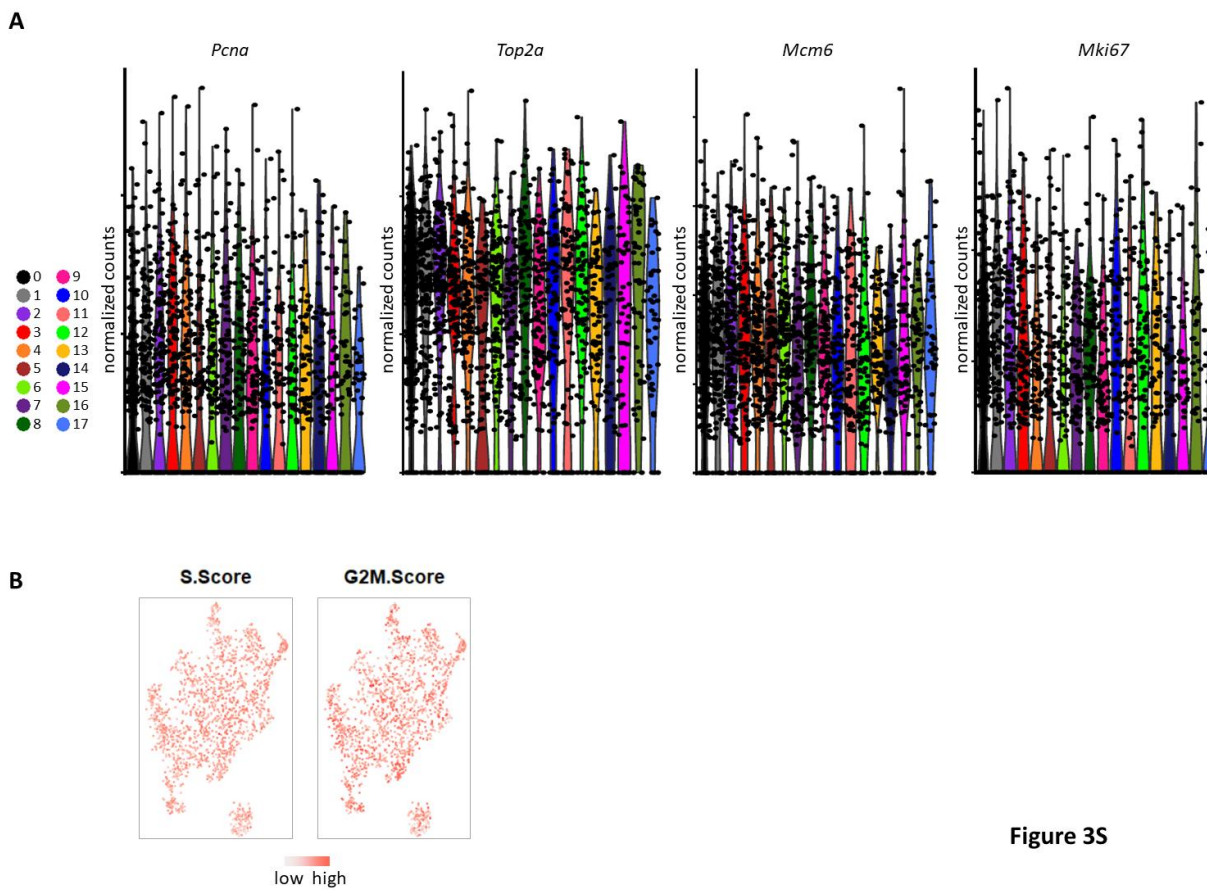 A
Pcna
Top2a
Mcm6
Mki67
normalized counts
normalized counts
normalized counts
normalized counts
0 9
1 10
2 11
3 12
4 13
5 14
6 15
7 16
8 17
B
S.Score
G2M.Score
low high
Figure 3S